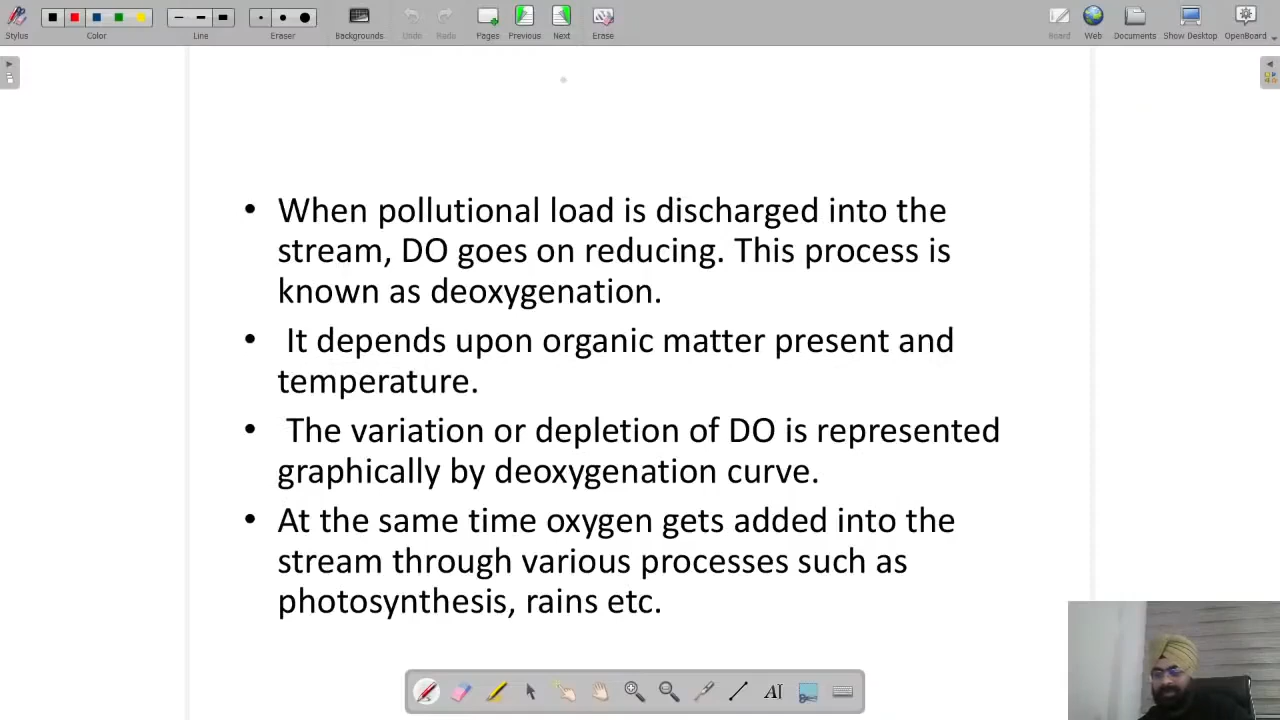 Stylus
Color
Line
Eraser
Backgrounds
Undo
Redo
Pages
Previous
Next
Erase
Board
Web
Documents
Show Desktop
OpenBoard
• When pollutional load is discharged into the
stream, DO goes on reducing. This process is
known as deoxygenation.
• It depends upon organic matter present and
temperature.
• The variation or depletion of DO is represented
graphically by deoxygenation curve.
• At the same time oxygen gets added into the
stream through various processes such as
photosynthesis, rains etc.
AI